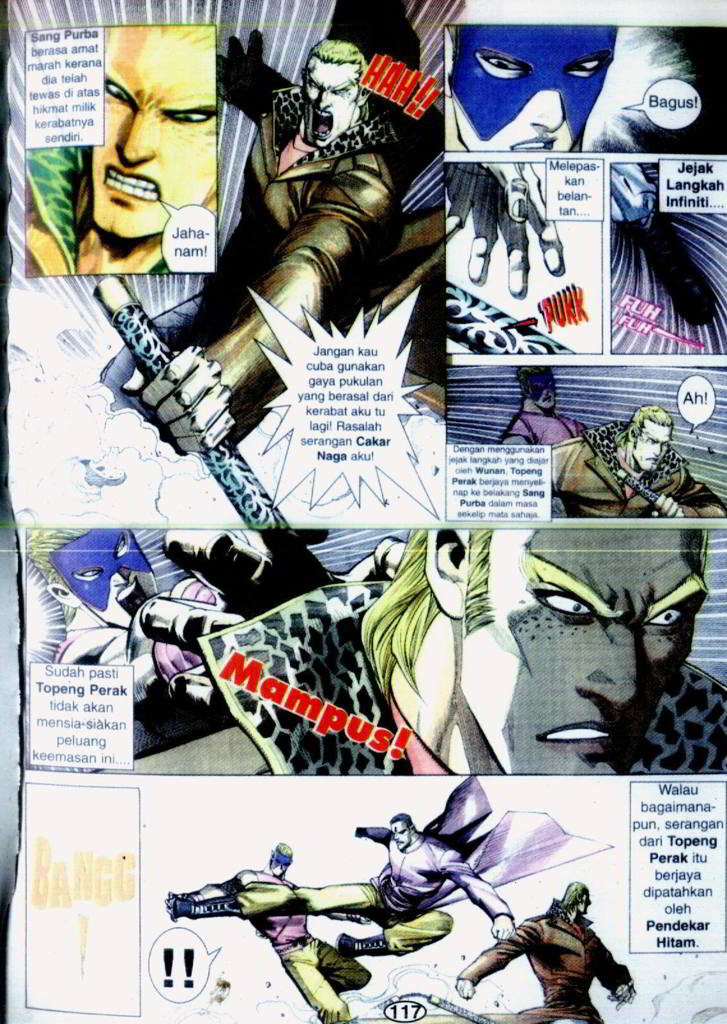 Sang Purba
berasa amat
marah kerana
dia telah
tewas di atas
hikmat milik
kerabatnya
sendiri.
Jaha-
nam!
HAH!!
Jangan kau
cuba gunakan
gaya pukulan
yang berasal dari
kerabat aku tu
lagi! Rasalah
serangan Cakar
Naga aku!
Bagus!
Melepas-
kan
belan-
tan....
PUKK
Jejak
Langkah
Infiniti....
FUH
FUH
Ah!
Dengan menggunakan
jejak langkah yang diajar
oleh Wunan, Topeng
Perak berjaya menyeli-
nap ke belakang Sang
Purba dalam masa
sekelip mata sahaja.
Sudah pasti
Topeng Perak
tidak akan
mensia-siakan
peluang
keemasan ini....
Mampus!
BANGG
!
!!
Walau
bagaimana-
pun, serangan
dari Topeng
Perak itu
berjaya
dipatahkan
oleh
Pendekar
Hitam.
117